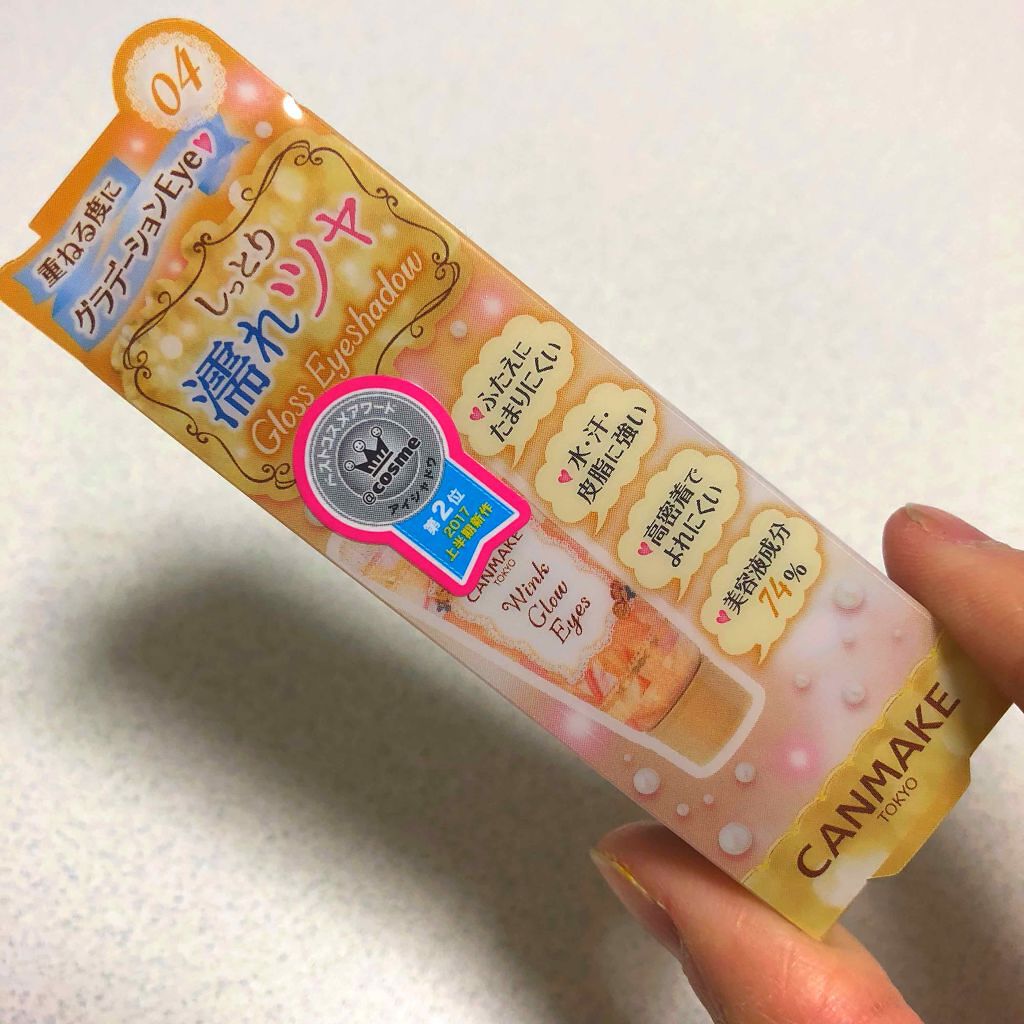 04
重ねる度に
グラデーションEye
しっとり
濡れツヤ
Gloss Eyeshadow
ベストコスメアワード
@cosme
アイシャドウ
第2位
2017
上半期新作
ふたえに
たまりにくい
水・汗・
皮脂に強い
高密着で
よれにくい
美容液成分
74%
CANMAKE
TOKYO
Wink
Glow
Eyes
CANMAKE
TOKYO